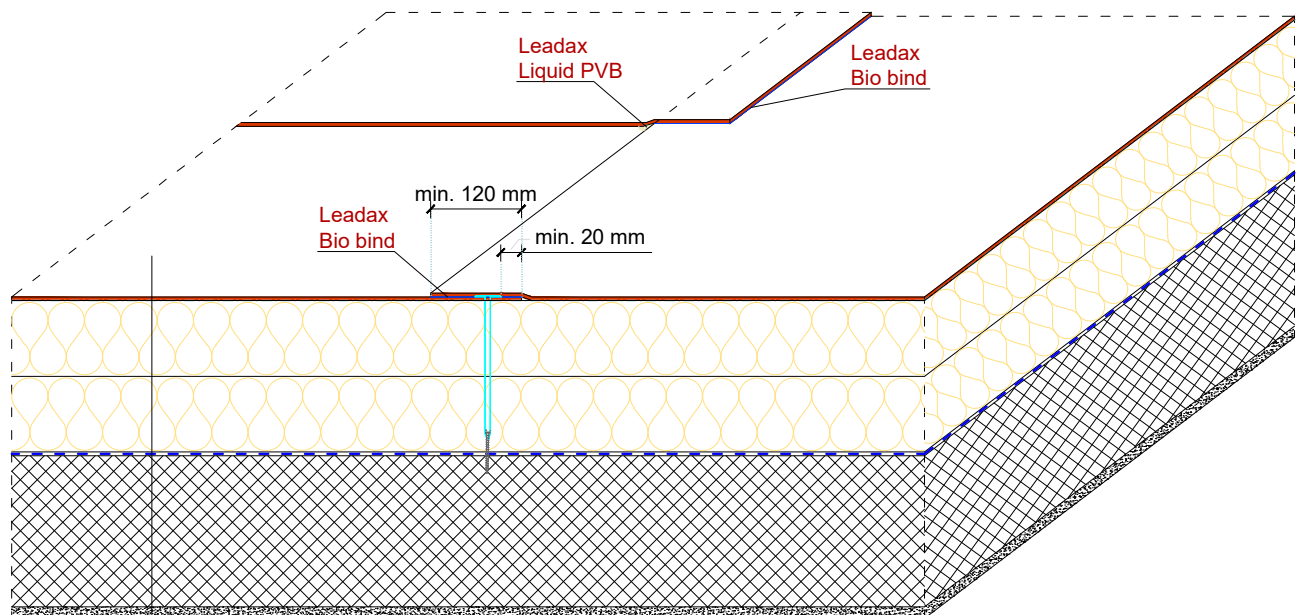 Leadax
Liquid PVB
Leadax
Bio bind
min. 120 mm
Leadax
Bio bind
min. 20 mm